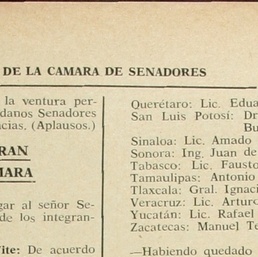 DE LA CAMARA DE SENADORES
la ventura per-
danos Senadores
cias. (Aplausos.)
RAN
MARA
gar al señor Se-
de los integran-
ite: De acuerdo
Querétaro: Lic. Edua
San Luis Potosí: Dr
Bu
Sinaloa: Lic. Amado
Sonora: Ing. Juan de
Tabasco: Lic. Fausto
Tamaulipas: Antonio
Tlaxcala: Gral. Ignaci
Veracruz: Lic. Arturo
Yucatán: Lic. Rafael
Zacatecas: Manuel Te
—Habiendo quedado